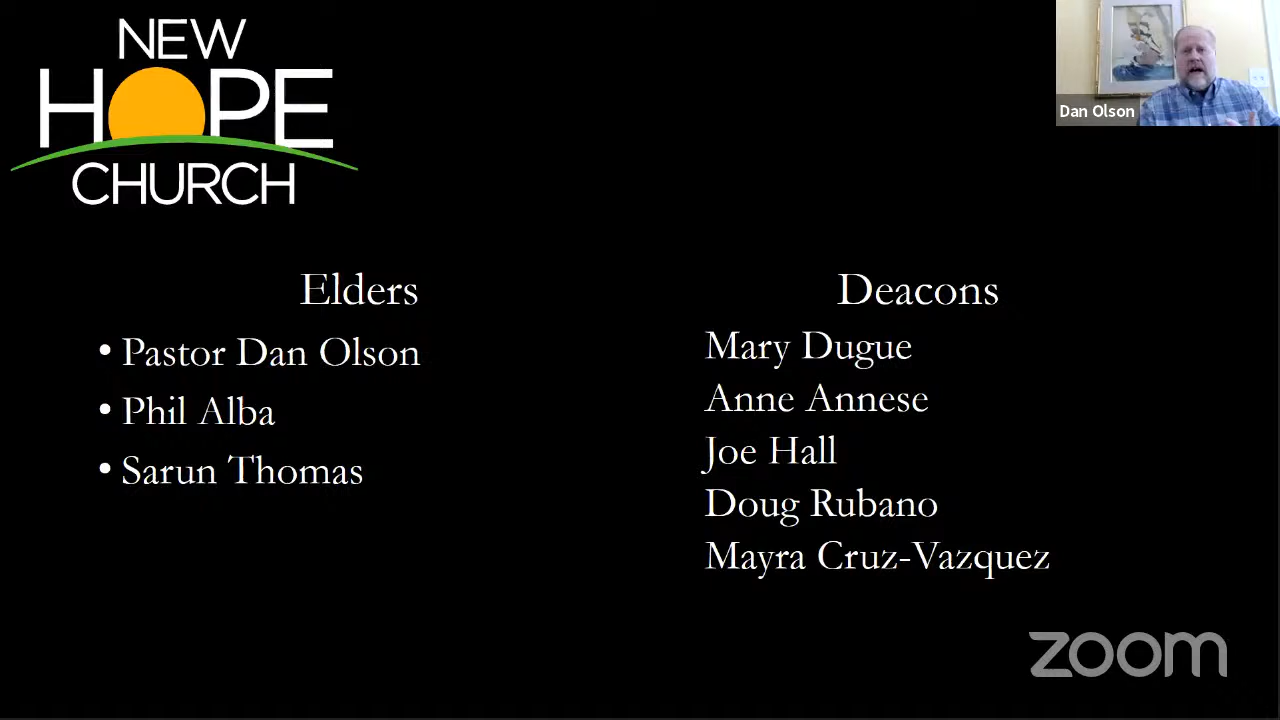 NEW
HOPE
CHURCH
Dan Olson
Elders
• Pastor Dan Olson
• Phil Alba
• Sarun Thomas
Deacons
Mary Dugue
Anne Annese
Joe Hall
Doug Rubano
Mayra Cruz-Vazquez
zoom